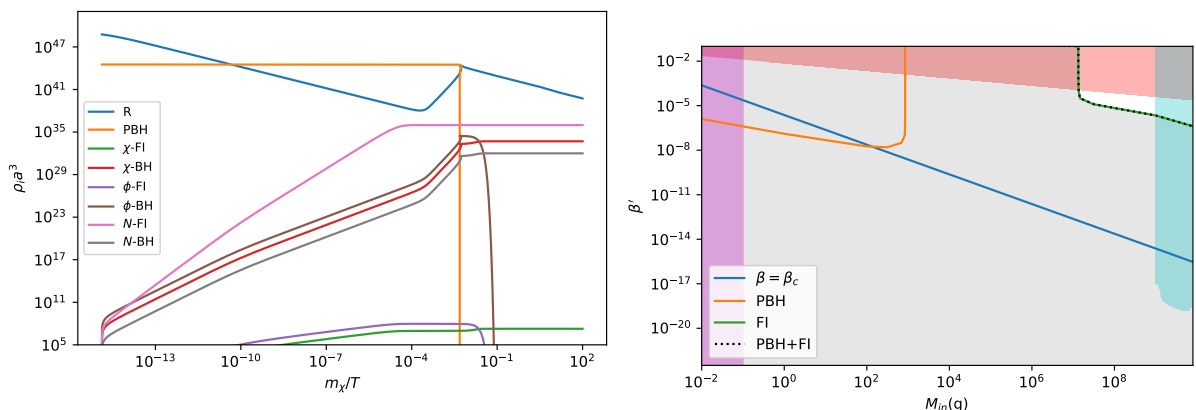 10^47
10^41
10^35
10^29
10^23
10^17
10^11
10^5
ρ_i a^3
R
PBH
χ-FI
χ-BH
ϕ-FI
ϕ-BH
N-FI
N-BH
10^−13
10^−10
10^−7
10^−4
10^−1
10^2
m_χ/T
10^−2
10^−5
10^−8
10^−11
10^−14
10^−17
10^−20
β′
β = β_c
PBH
FI
PBH+FI
10^−2
10^0
10^2
10^4
10^6
10^8
M_in(g)